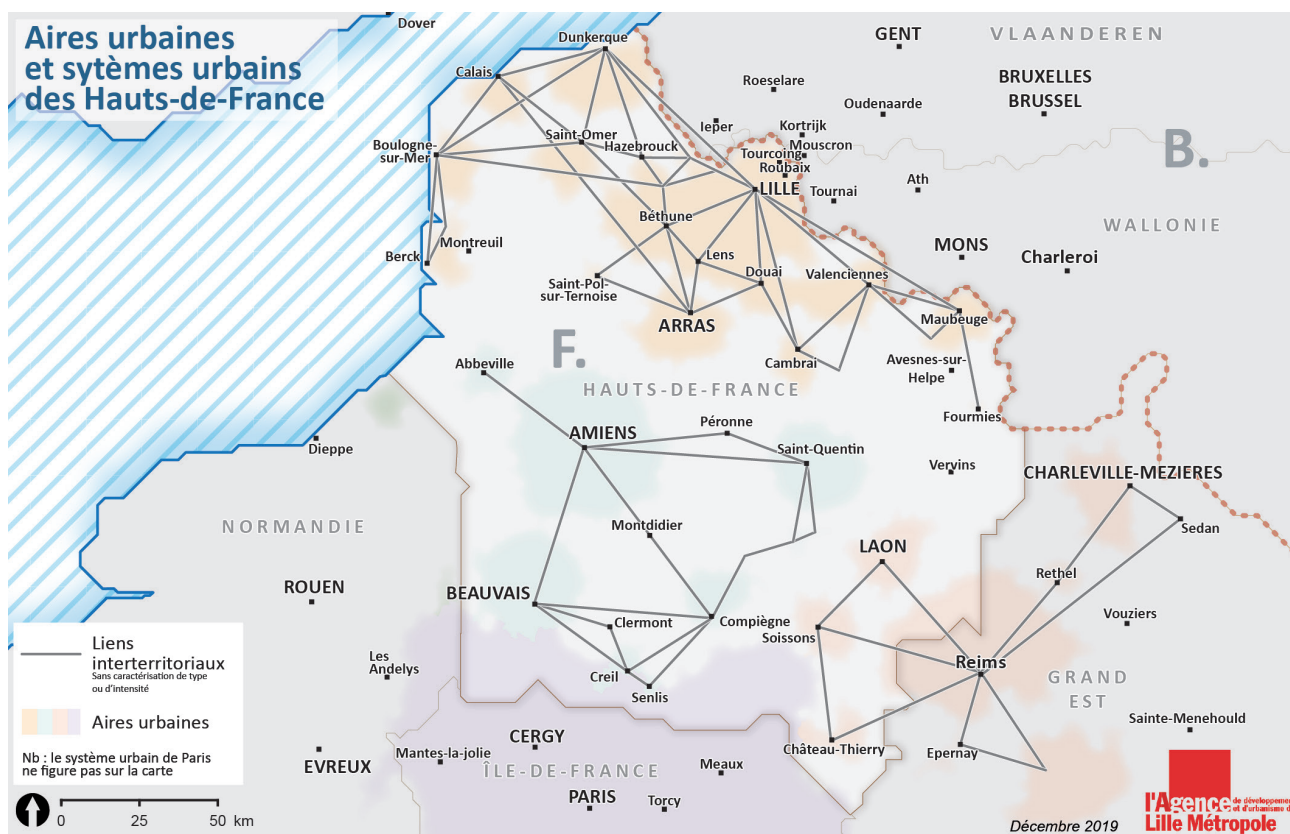 Aires urbaines
et sytèmes urbains
des Hauts-de-France
Dover
Dunkerque
Calais
GENT
VLAANDEREN
Roeselare
BRUXELLES
BRUSSEL
Oudenaarde
Ieper
Kortrijk
Saint-Omer
Hazebrouck
Boulogne-
sur-Mer
Mouscron
Tourcoing
Roubaix
B.
LILLE
Tournai
Ath
Béthune
WALLONIE
Montreuil
Berck
MONS
Charleroi
Lens
Douai
Valenciennes
Saint-Pol-
sur-Ternoise
ARRAS
Maubeuge
F.
Cambrai
Avesnes-sur-
Helpe
Abbeville
HAUTS-DE-FRANCE
Fourmies
Péronne
AMIENS
Dieppe
Saint-Quentin
Vervins
CHARLEVILLE-MEZIERES
NORMANDIE
Montdidier
Sedan
LAON
ROUEN
BEAUVAIS
Rethel
Vouziers
Clermont
Compiègne
Soissons
Reims
Les
Andelys
Creil
Senlis
GRAND
EST
Sainte-Menehould
Château-Thierry
Epernay
CERGY
Mantes-la-jolie
EVREUX
ÎLE-DE-FRANCE
Meaux
PARIS
Torcy
Liens
interterritoriaux
Sans caractérisation de type
ou d'intensité
Aires urbaines
Nb : le système urbain de Paris
ne figure pas sur la carte
0 25 50 km
Décembre 2019
l'Agence de développement
et d'urbanisme de
Lille Métropole